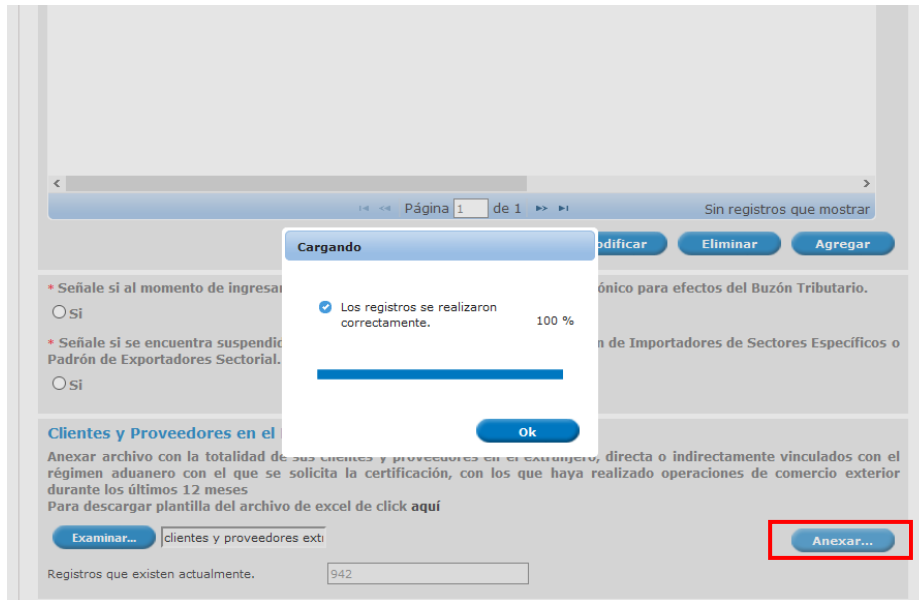 Página 1 de 1 Sin registros que mostrar
Cargando
Eliminar Agregar
* Señale si al momento de ónico para efectos del Buzón Tributario.
Si
Los registros se realizaron
correctamente. 100 %
* Señale si se encuentra n de Importadores de Sectores Específicos o
Padrón de Exportadores Sectorial.
Si
Ok
Clientes y Proveedores en el
Anexar archivo con la totalidad de sus clientes y proveedores en el extranjero, directa o indirectamente vinculados con el
régimen aduanero con el que se solicita la certificación, con los que haya realizado operaciones de comercio exterior
durante los últimos 12 meses
Para descargar plantilla del archivo de excel de click aquí
Examinar... clientes y proveedores ext Anexar...
Registros que existen actualmente. 942